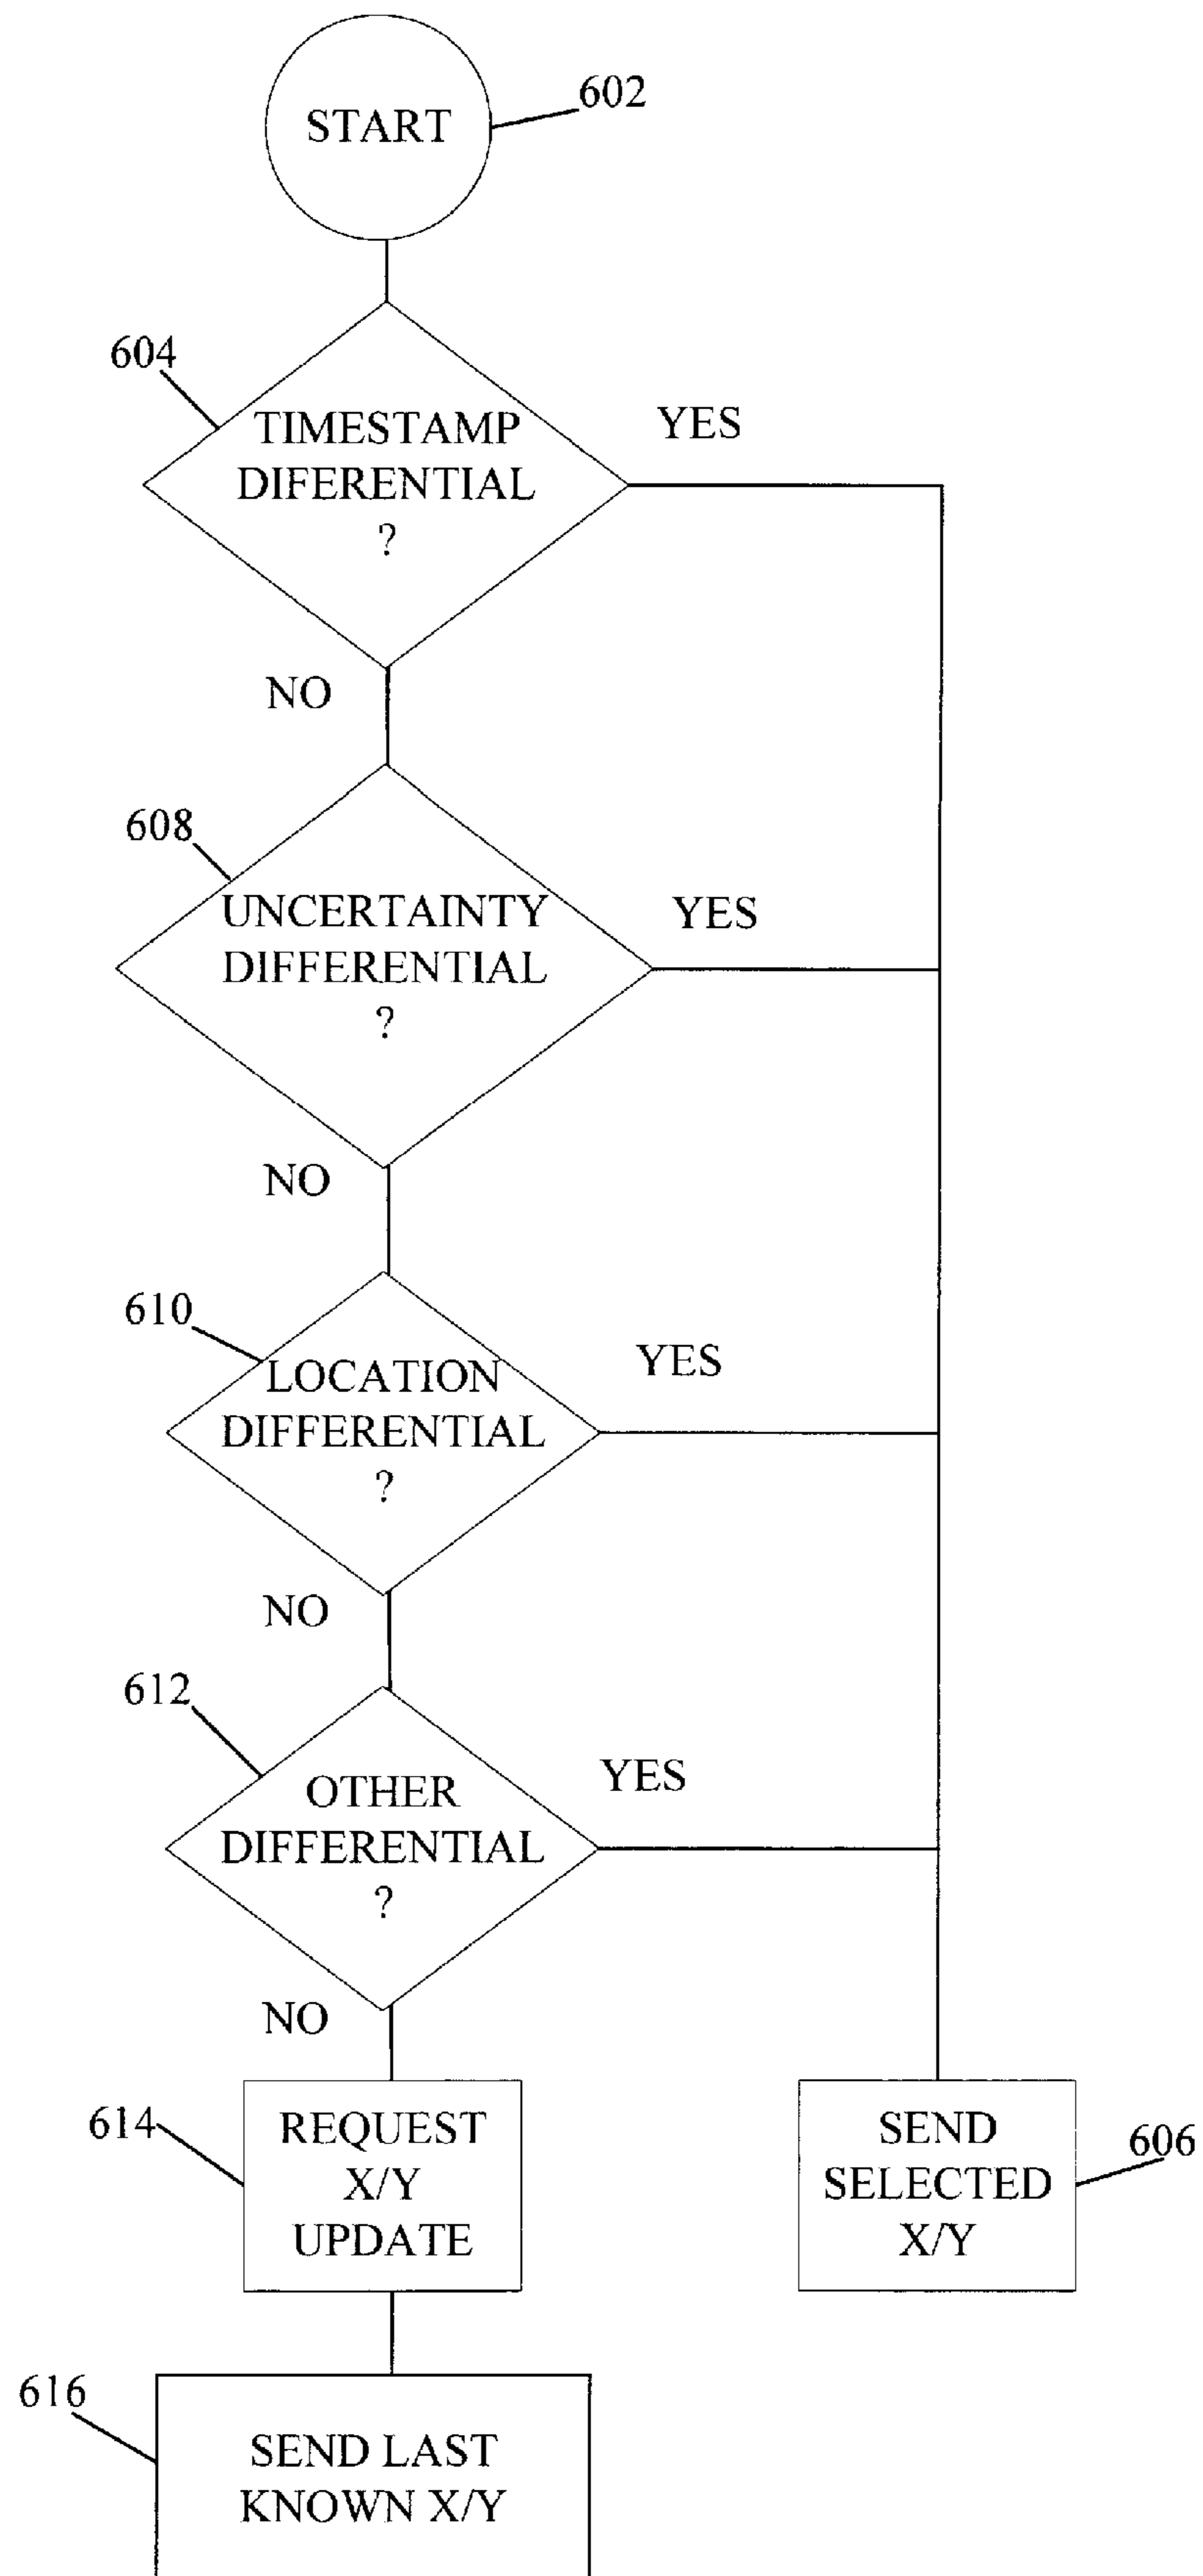 602
START
604
TIMESTAMP
DIFERENTIAL
?
YES
NO
608
UNCERTAINTY
DIFFERENTIAL
?
YES
NO
610
LOCATION
DIFFERENTIAL
?
YES
NO
612
OTHER
DIFFERENTIAL
?
YES
NO
614
REQUEST
X/Y
UPDATE
SEND
SELECTED
X/Y
606
616
SEND LAST
KNOWN X/Y